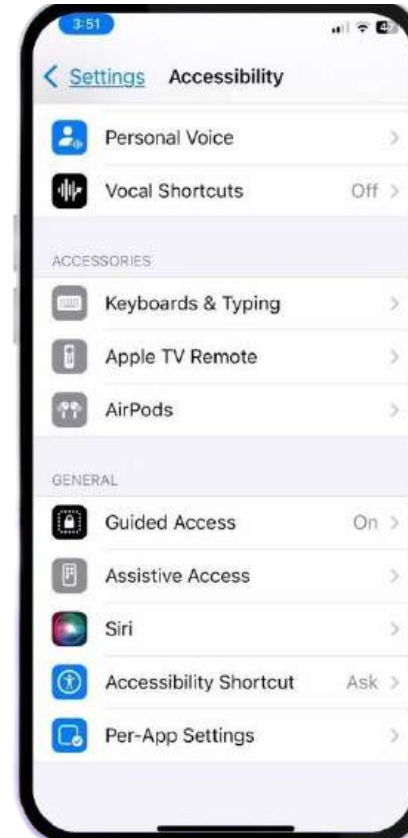 3:51
Settings Accessibility
Personal Voice
Vocal Shortcuts Off
ACCESSORIES
Keyboards & Typing
Apple TV Remote
AirPods
GENERAL
Guided Access On
Assistive Access
Siri
Accessibility Shortcut Ask
Per-App Settings